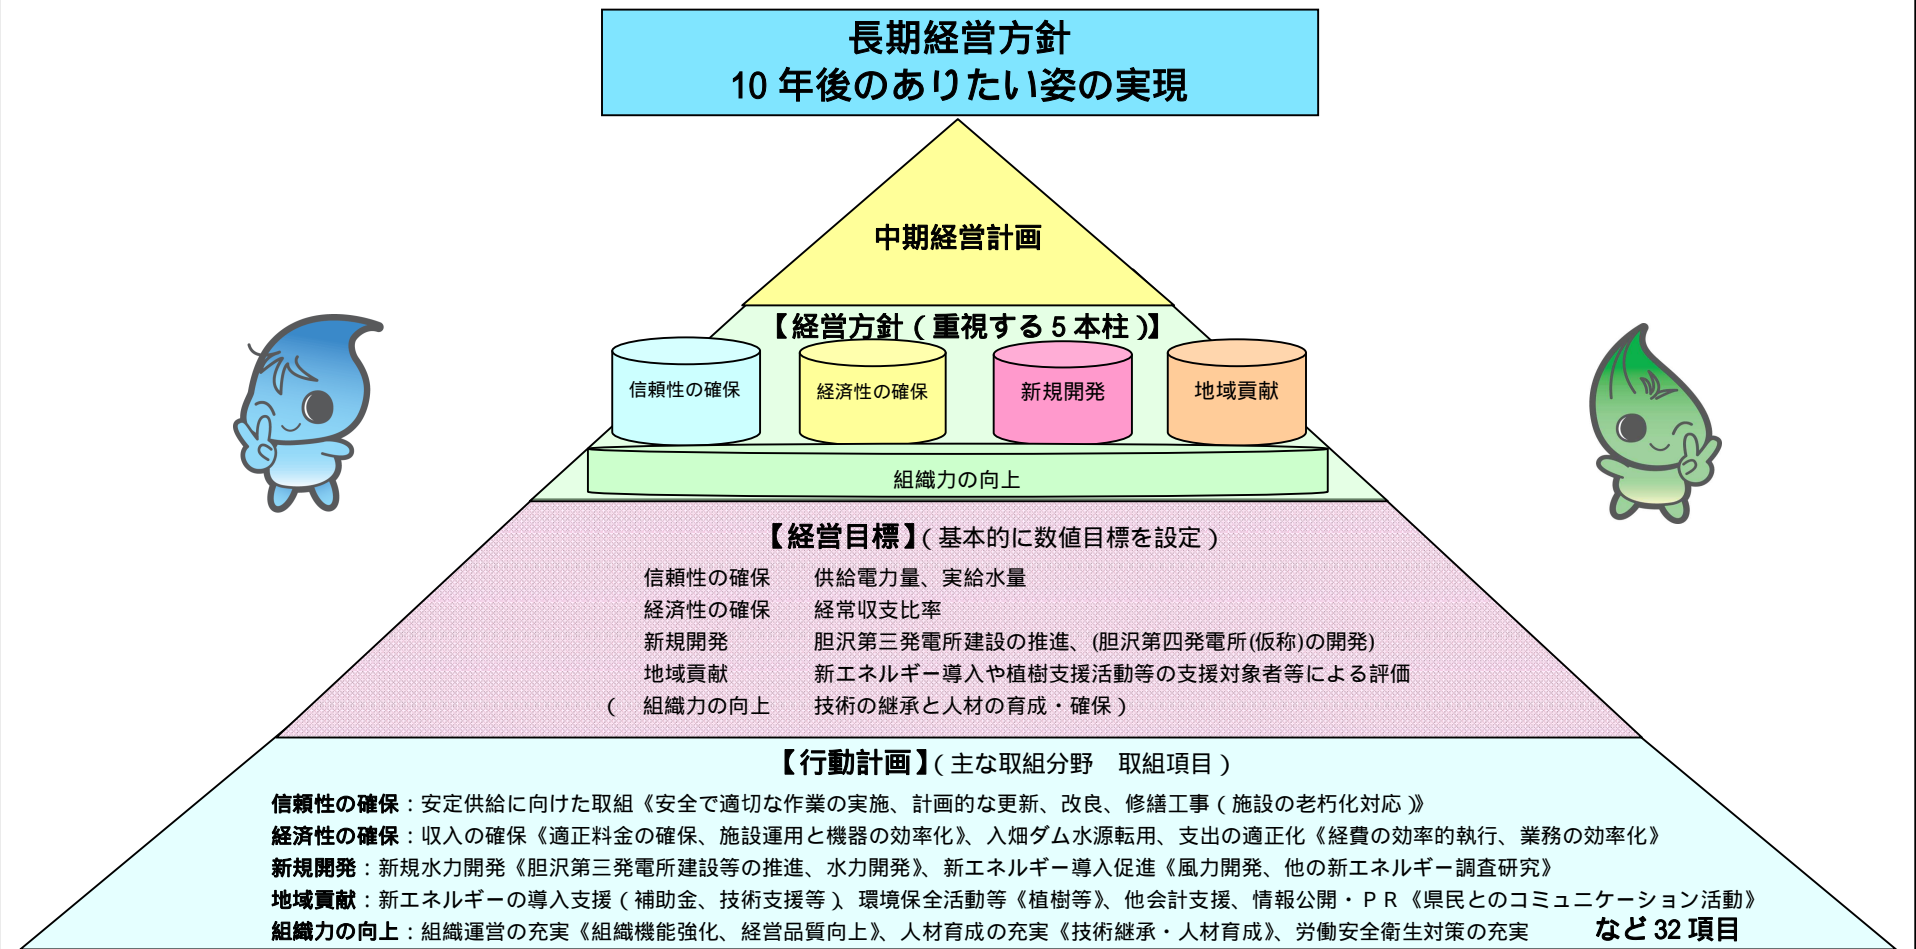 長期経営方針
10 年後のありたい姿の実現
中期経営計画
【経営方針（重視する 5 本柱）】
信頼性の確保
経済性の確保
新規開発
地域貢献
組織力の向上
【経営目標】（基本的に数値目標を設定）
信頼性の確保　供給電力量、実給水量
経済性の確保　経常収支比率
新規開発　胆沢第三発電所建設の推進、(胆沢第四発電所(仮称)の開発)
地域貢献　新エネルギー導入や植樹支援活動等の支援対象者等による評価
（　組織力の向上　技術の継承と人材の育成・確保）
【行動計画】（主な取組分野　取組項目）
信頼性の確保：安定供給に向けた取組《安全で適切な作業の実施、計画的な更新、改良、修繕工事（施設の老朽化対応）》
経済性の確保：収入の確保《適正料金の確保、施設運用と機器の効率化》、入畑ダム水源転用、支出の適正化《経費の効率的執行、業務の効率化》
新規開発：新規水力開発《胆沢第三発電所建設等の推進、水力開発》、新エネルギー導入促進《風力開発、他の新エネルギー調査研究》
地域貢献：新エネルギーの導入支援（補助金、技術支援等）、環境保全活動等《植樹等》、他会計支援、情報公開・ＰＲ《県民とのコミュニケーション活動》
組織力の向上：組織運営の充実《組織機能強化、経営品質向上》、人材育成の充実《技術継承・人材育成》、労働安全衛生対策の充実　など 32 項目